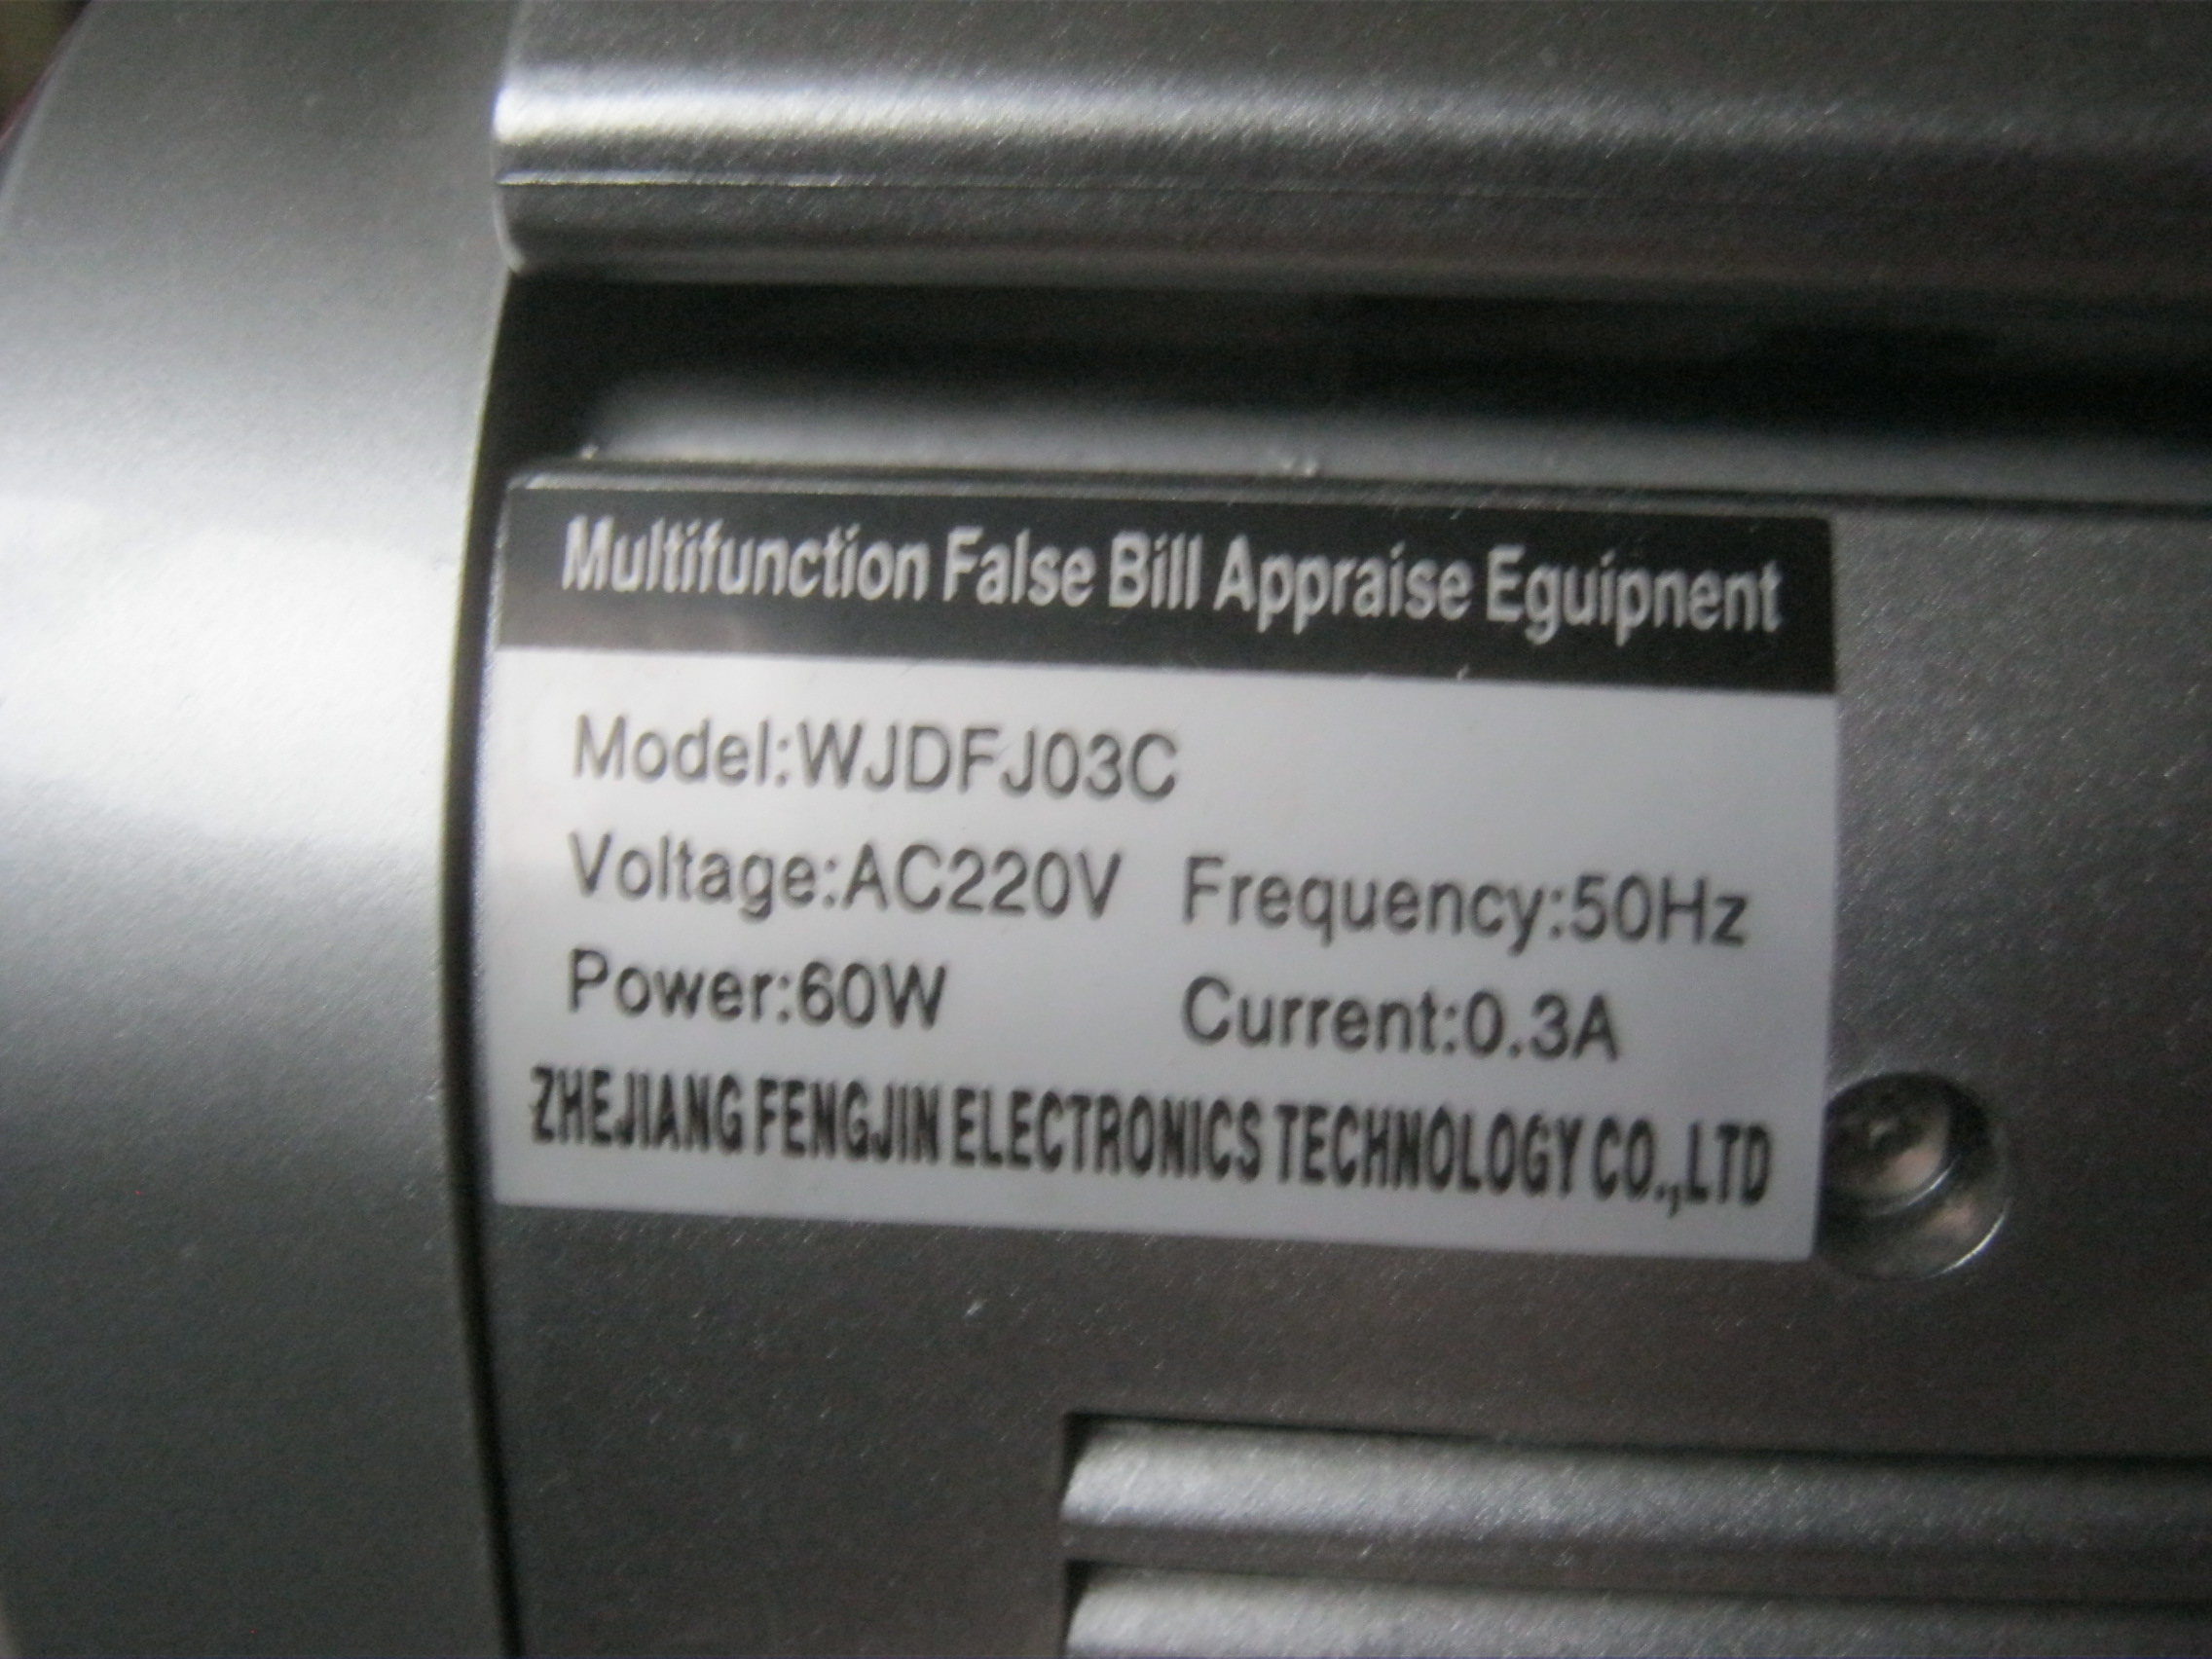 Multifunction False Bill Appraise Eguipnent
Model:WJDFJ03C
Voltage:AC220V Frequency:50Hz
Power:60W Current:0.3A
ZHEJIANG FENGJIN ELECTRONICS TECHNOLOGY CO.,LTD